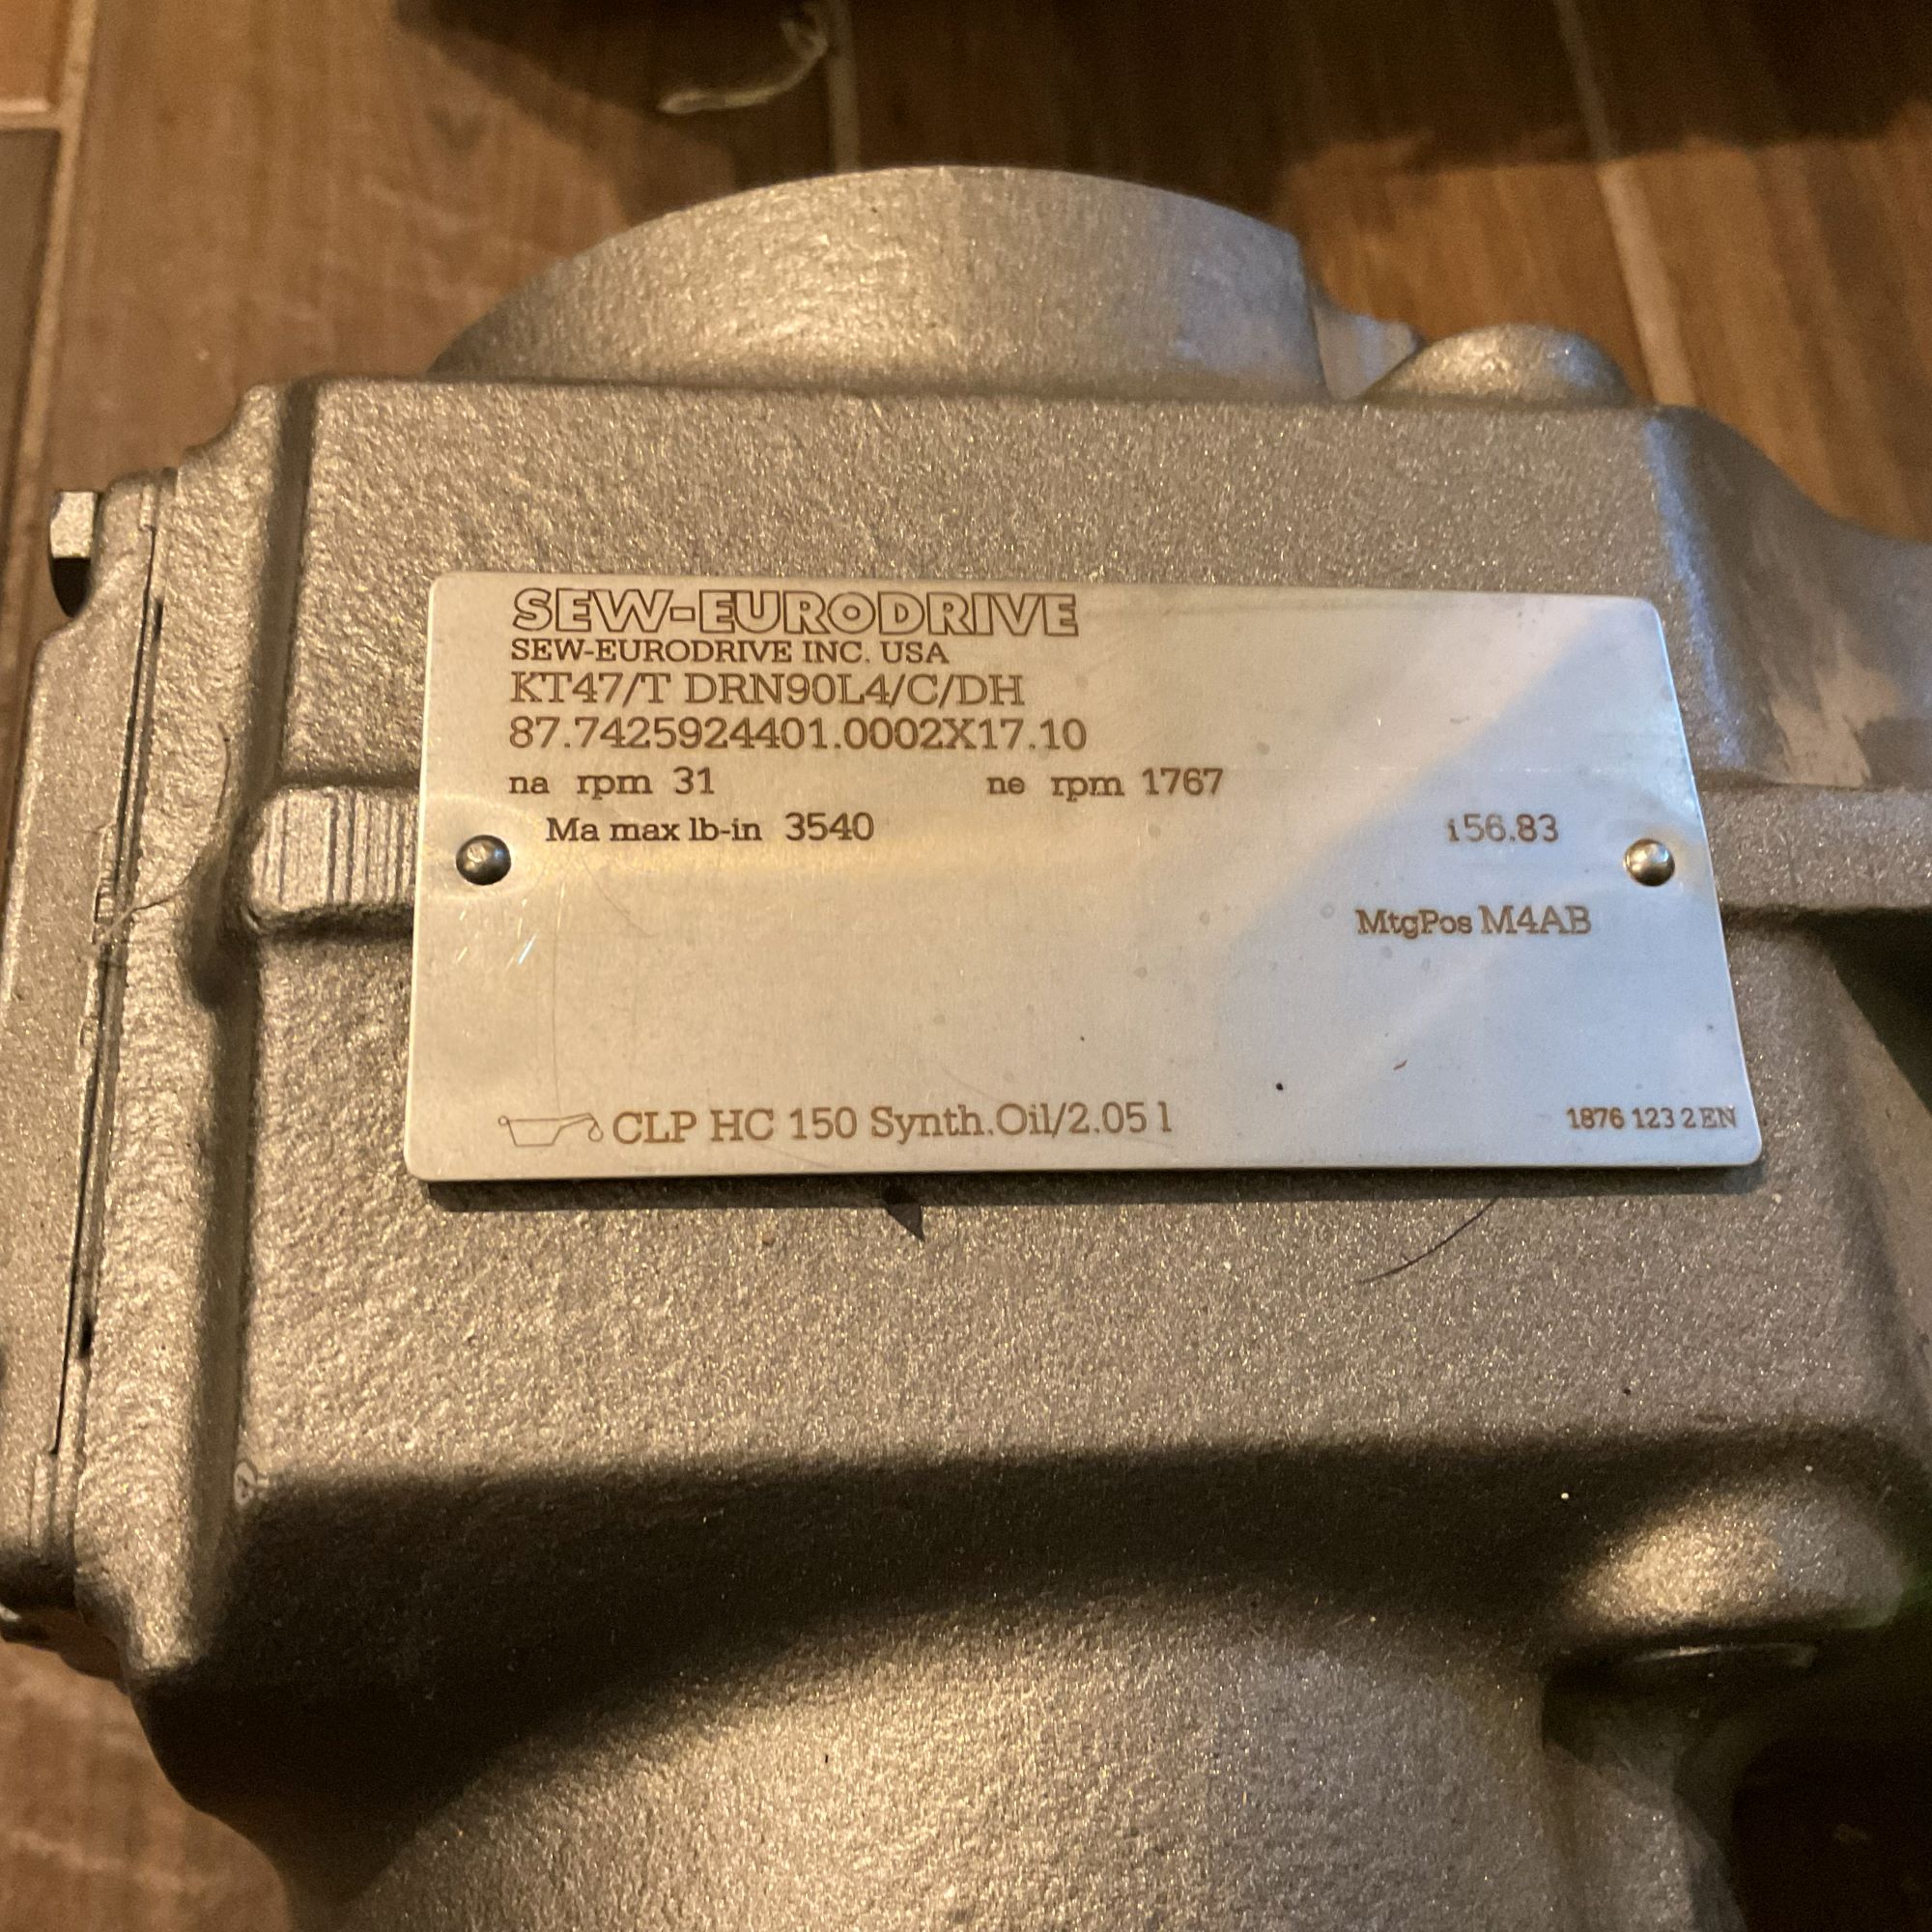 SEW-EURODRIVE
SEW-EURODRIVE INC. USA
KT47/T DRN90L4/C/DH
87.7425924401.0002X17.10
na rpm 31 ne rpm 1767
Ma max lb-in 3540 i56.83
MtgPos M4AB
CLP HC 150 Synth.Oil/2.05 l 1876 123 2 EN